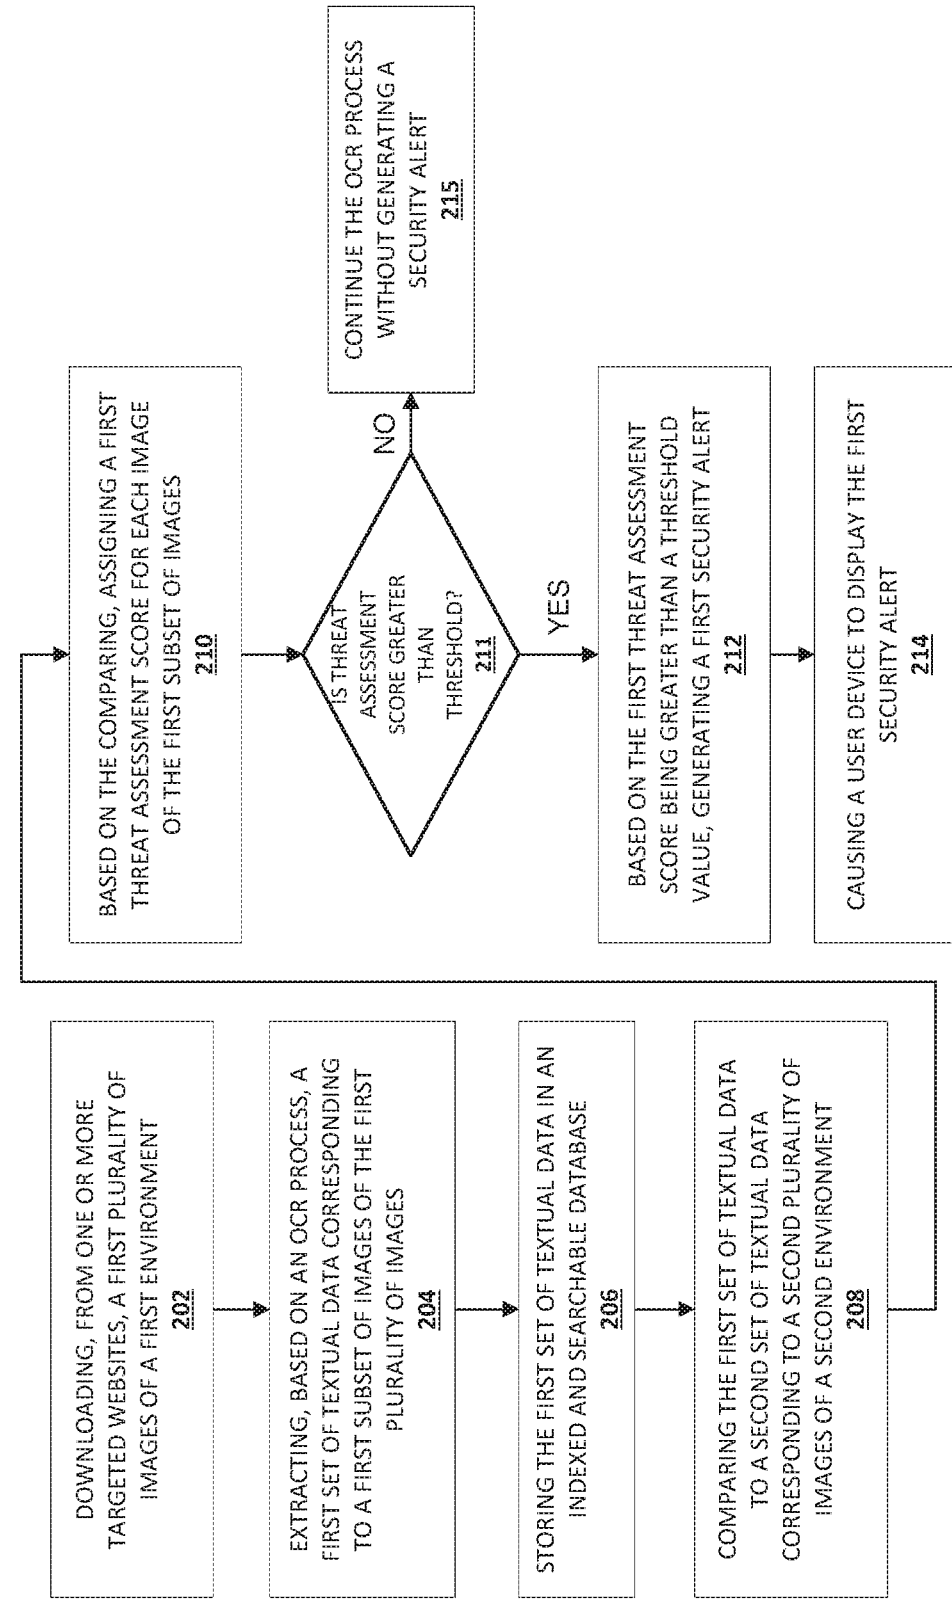 DOWNLOADING, FROM ONE OR MORE
TARGETED WEBSITES, A FIRST PLURALITY OF
IMAGES OF A FIRST ENVIRONMENT
202
EXTRACTING, BASED ON AN OCR PROCESS, A
FIRST SET OF TEXTUAL DATA CORRESPONDING
TO A FIRST SUBSET OF IMAGES OF THE FIRST
PLURALITY OF IMAGES
204
STORING THE FIRST SET OF TEXTUAL DATA IN AN
INDEXED AND SEARCHABLE DATABASE
206
COMPARING THE FIRST SET OF TEXTUAL DATA
TO A SECOND SET OF TEXTUAL DATA
CORRESPONDING TO A SECOND PLURALITY OF
IMAGES OF A SECOND ENVIRONMENT
208
BASED ON THE COMPARING, ASSIGNING A FIRST
THREAT ASSESSMENT SCORE FOR EACH IMAGE
OF THE FIRST SUBSET OF IMAGES
210
IS THREAT
ASSESSMENT
SCORE GREATER
THAN
THRESHOLD?
211
NO
CONTINUE THE OCR PROCESS
WITHOUT GENERATING A
SECURITY ALERT
215
YES
BASED ON THE FIRST THREAT ASSESSMENT
SCORE BEING GREATER THAN A THRESHOLD
VALUE, GENERATING A FIRST SECURITY ALERT
212
CAUSING A USER DEVICE TO DISPLAY THE FIRST
SECURITY ALERT
214